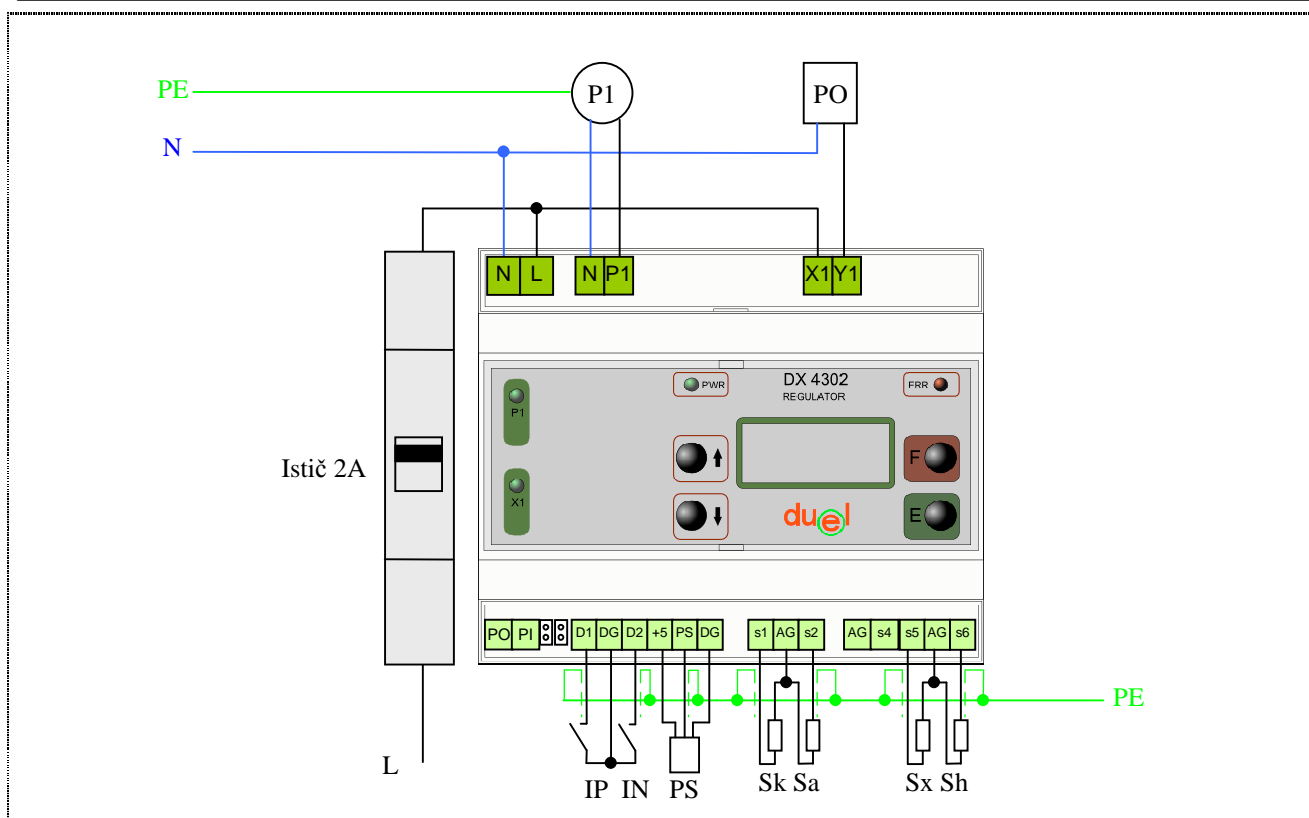 PE
P1
PO
N
N L N P1 X1 Y1
P1
PWR
DX 4302
REGULATOR
FRR
Istič 2A
F
X1
duel
E
PO PI D1 DG D2 +5 PS DG s1 AG s2 AG s4 s5 AG s6
PE
L
IP IN PS Sk Sa Sx Sh